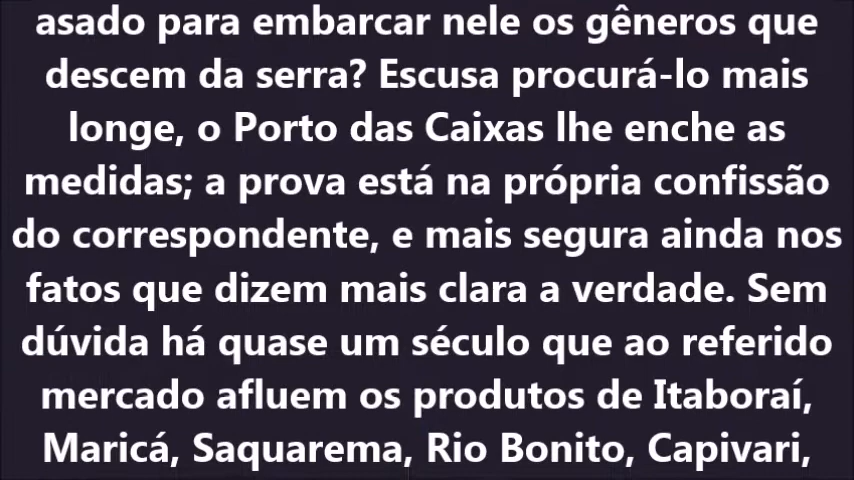 asado para embarcar nele os gêneros que
descem da serra? Escusa procurá-lo mais
longe, o Porto das Caixas lhe enche as
medidas; a prova está na própria confissão
do correspondente, e mais segura ainda nos
fatos que dizem mais clara a verdade. Sem
dúvida há quase um século que ao referido
mercado afluem os produtos de Itaboraí,
Maricá, Saquarema, Rio Bonito, Capivari,